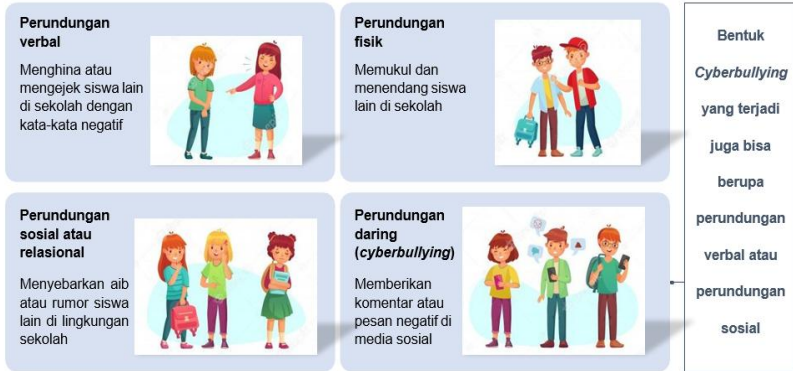 Perundungan
verbal
Menghina atau
mengejek siswa lain
di sekolah dengan
kata-kata negatif
Perundungan
fisik
Memukul dan
menendang siswa
lain di sekolah
Perundungan
sosial atau
relasional
Menyebarkan aib
atau rumor siswa
lain di lingkungan
sekolah
Perundungan
daring
(cyberbullying)
Memberikan
komentar atau
pesan negatif di
media sosial
Bentuk
Cyberbullying
yang terjadi
juga bisa
berupa
perundungan
verbal atau
perundungan
sosial